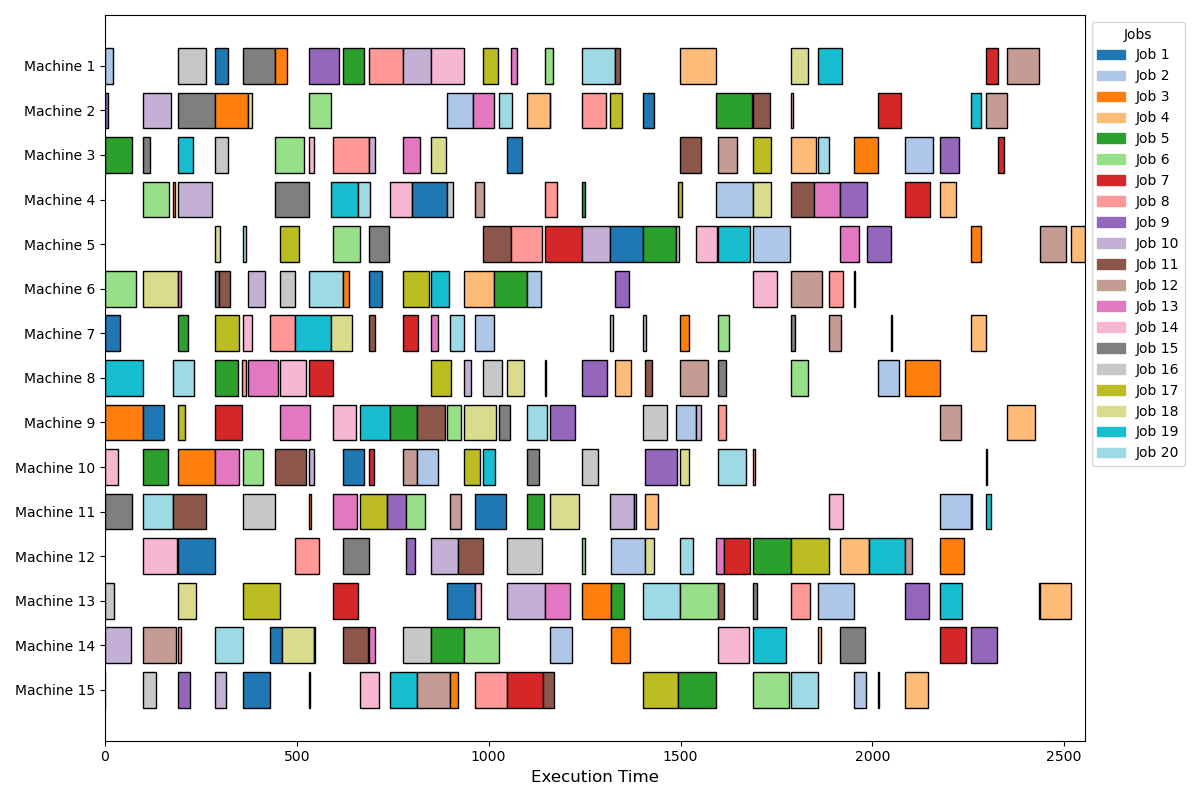 Machine 1
Machine 2
Machine 3
Machine 4
Machine 5
Machine 6
Machine 7
Machine 8
Machine 9
Machine 10
Machine 11
Machine 12
Machine 13
Machine 14
Machine 15
0 500 1000 1500 2000 2500
Execution Time
Jobs
Job 1
Job 2
Job 3
Job 4
Job 5
Job 6
Job 7
Job 8
Job 9
Job 10
Job 11
Job 12
Job 13
Job 14
Job 15
Job 16
Job 17
Job 18
Job 19
Job 20